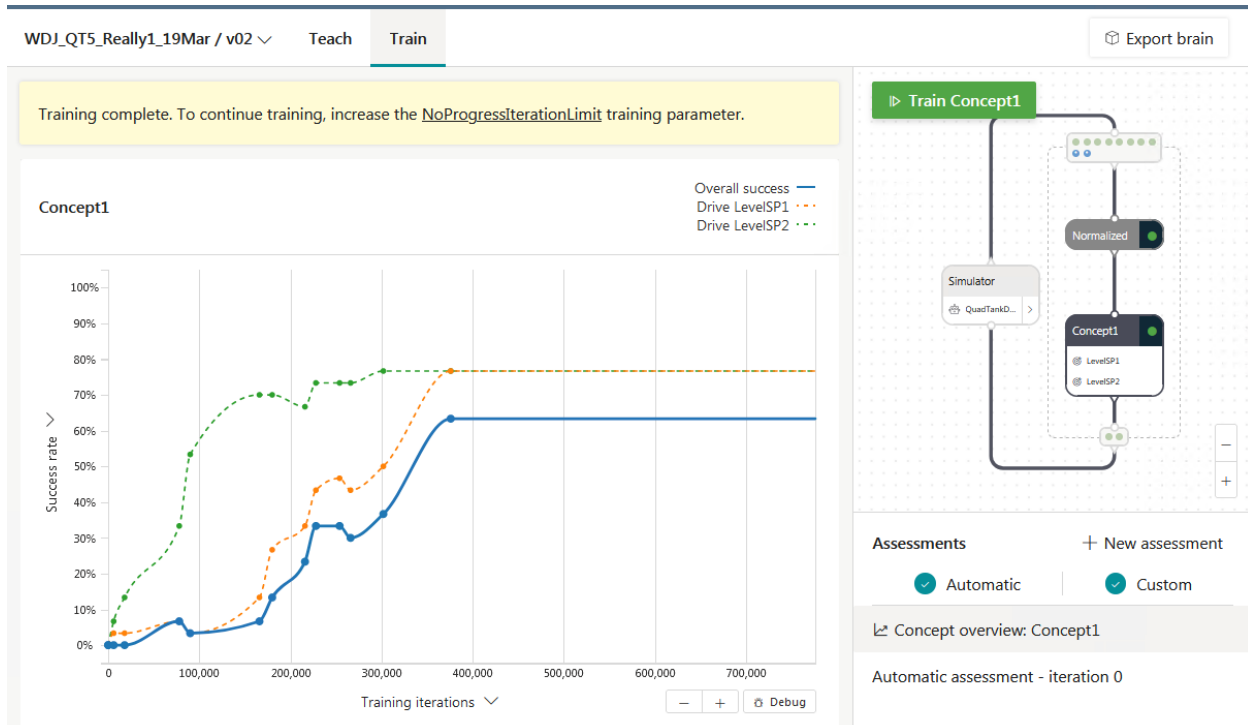 WDJ_QT5_Really1_19Mar / v02
Teach
Train
Export brain
Training complete. To continue training, increase the NoProgressIterationLimit training parameter.
Concept1
Overall success
Drive LevelSP1
Drive LevelSP2
100%
90%
80%
70%
60%
50%
40%
30%
20%
10%
0%
Success rate
0 100,000 200,000 300,000 400,000 500,000 600,000 700,000
Training iterations
− + Debug
Train Concept1
Normalized
Simulator
QuadTankD...
Concept1
LevelSP1
LevelSP2
−
+
Assessments
+ New assessment
Automatic
Custom
Concept overview: Concept1
Automatic assessment - iteration 0